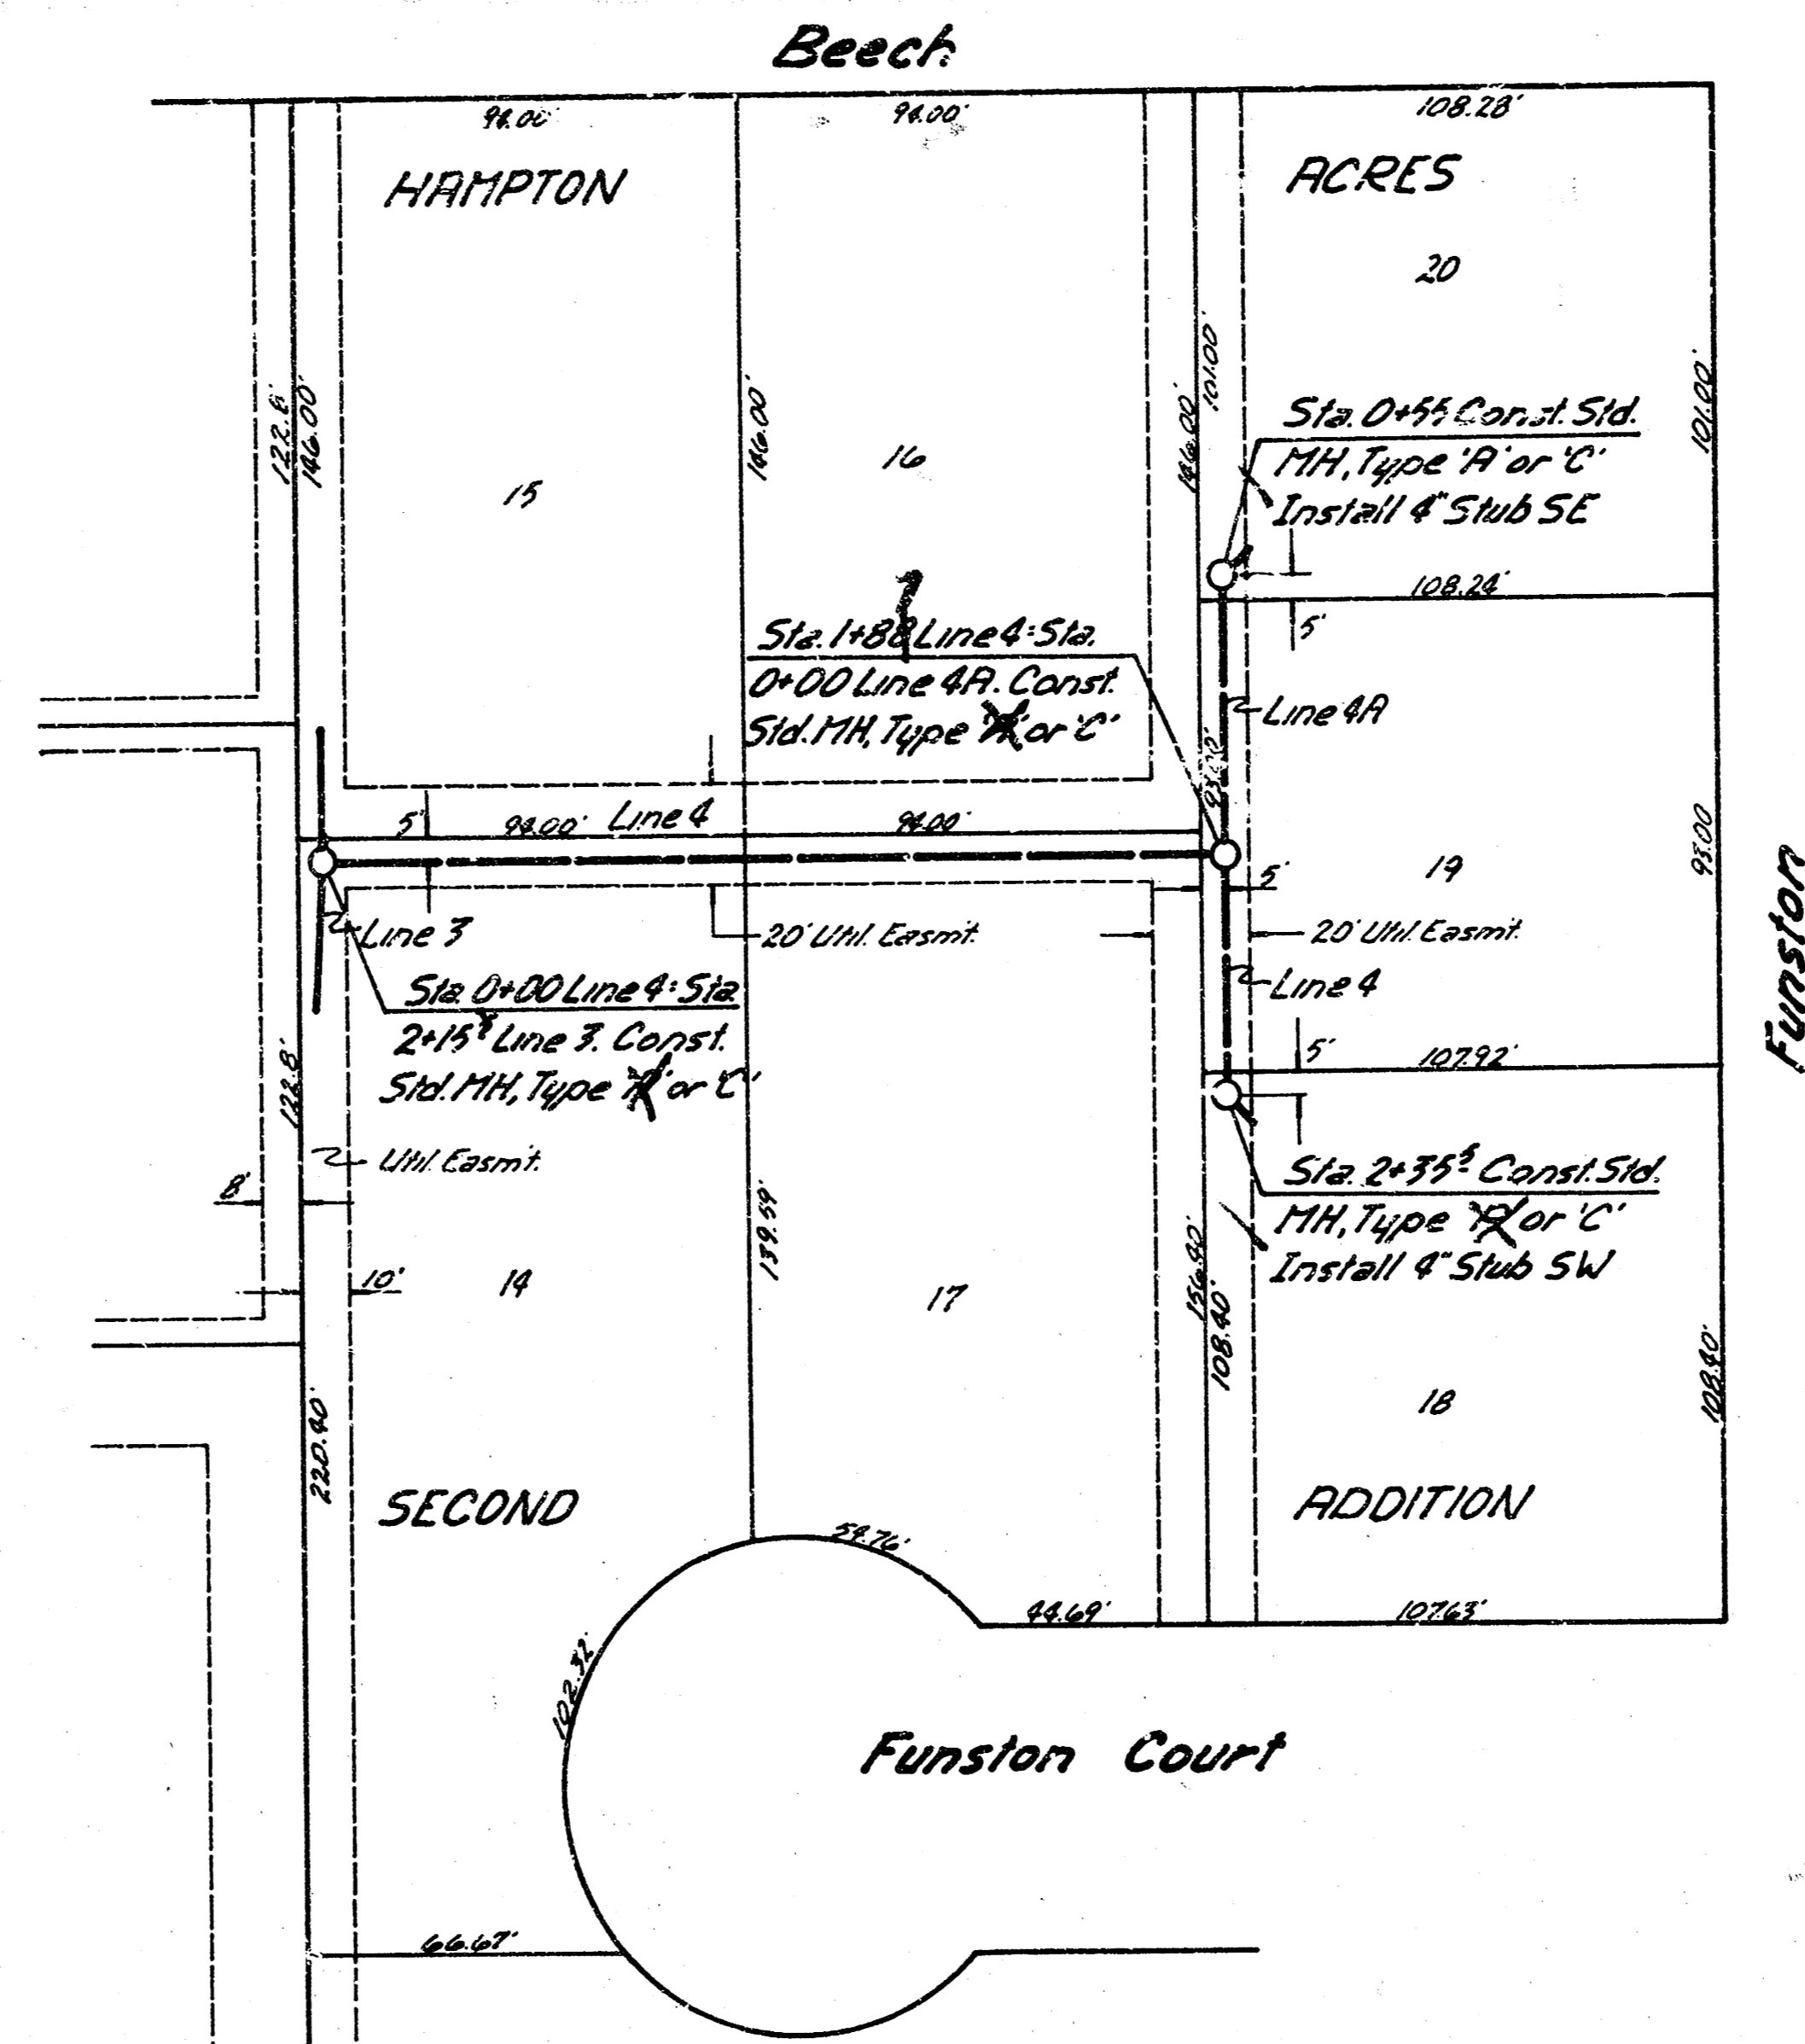 Beech
94.00'
94.00'
108.28'
HAMPTON
ACRES
20
122.8'
146.00'
146.00'
146.00'
101.00'
101.00'
15
16
Sta. 0+55 Const. Std.
MH, Type 'A' or 'C'
Install 4" Stub SE
108.24'
5'
Sta. 1+88 Line 4 = Sta.
0+00 Line 4A. Const.
Std. MH, Type 'A' or 'C'
Line 4A
93.00'
5'
94.00'
Line 4
94.00'
5'
19
93.00
Funston
Line 3
20' Util. Easmt.
20' Util. Easmt.
Line 4
Sta. 0+00 Line 4 = Sta
2+15 Line 3. Const.
Std. MH, Type 'A' or 'C'
5'
107.92'
122.8'
Util. Easmt.
8'
10'
14
139.59'
17
Sta. 2+35⁵ Const. Std.
MH, Type 'A' or 'C'
Install 4" Stub SW
156.40'
108.40'
18
108.40'
220.40'
SECOND
ADDITION
59.76'
44.69'
107.63'
102.32'
Funston Court
66.67'